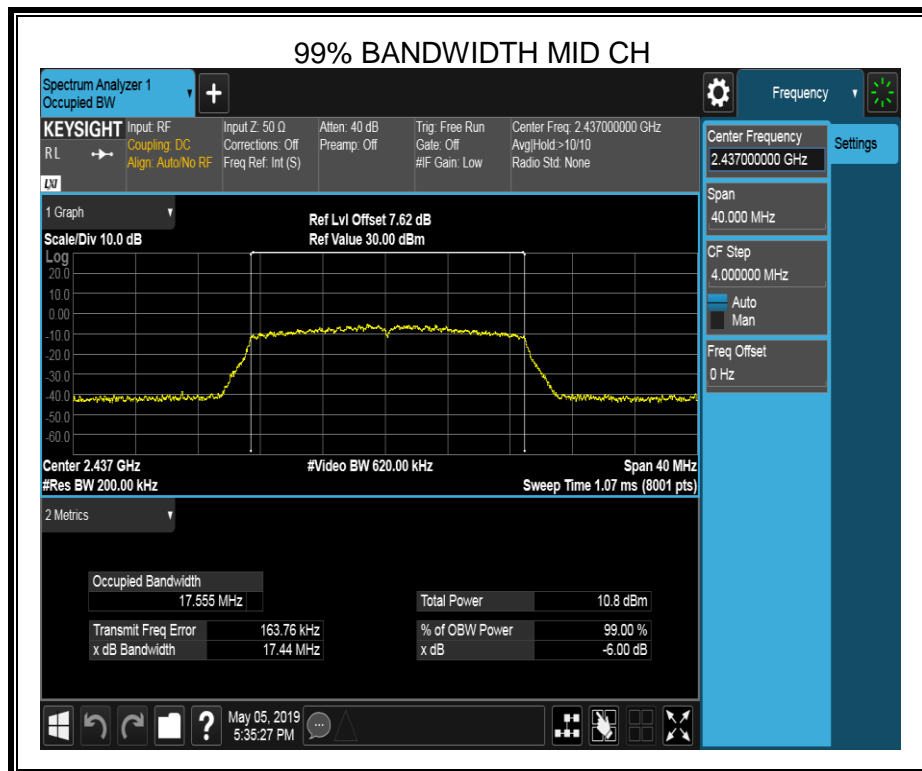 99% BANDWIDTH MID CH
Spectrum Analyzer 1
Occupied BW
+
Frequency
KEYSIGHT
RL
LXI
Input: RF
Coupling: DC
Align: Auto/No RF
Input Z: 50 Ω
Corrections: Off
Freq Ref: Int (S)
Atten: 40 dB
Preamp: Off
Trig: Free Run
Gate: Off
#IF Gain: Low
Center Freq: 2.437000000 GHz
Avg|Hold:>10/10
Radio Std: None
Center Frequency
2.437000000 GHz
Settings
Span
40.000 MHz
CF Step
4.000000 MHz
Auto
Man
Freq Offset
0 Hz
1 Graph
Scale/Div 10.0 dB
Ref Lvl Offset 7.62 dB
Ref Value 30.00 dBm
Log
20.0
10.0
0.00
-10.0
-20.0
-30.0
-40.0
-50.0
-60.0
Center 2.437 GHz
#Video BW 620.00 kHz
Span 40 MHz
#Res BW 200.00 kHz
Sweep Time 1.07 ms (8001 pts)
2 Metrics
Occupied Bandwidth
17.555 MHz
Total Power 10.8 dBm
Transmit Freq Error 163.76 kHz
% of OBW Power 99.00 %
x dB Bandwidth 17.44 MHz
x dB -6.00 dB
?
May 05, 2019
5:35:27 PM